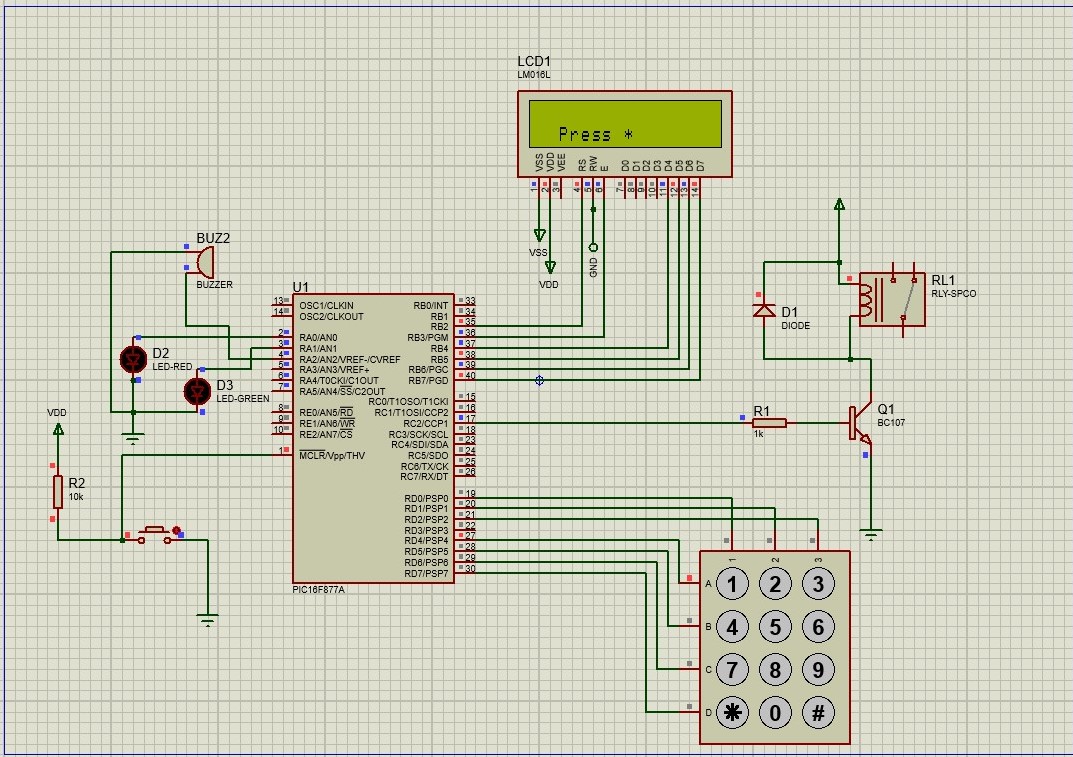 LCD1
LM016L
Press *
VSS
VDD
VEE
RS
RW
E
D0
D1
D2
D3
D4
D5
D6
D7
1
2
3
4
5
6
7
8
9
10
11
12
13
14
VSS
VDD
GND
BUZ2
BUZZER
D2
LED-RED
D3
LED-GREEN
VDD
R2
10k
U1
13 OSC1/CLKIN
14 OSC2/CLKOUT
2 RA0/AN0
3 RA1/AN1
4 RA2/AN2/VREF-/CVREF
5 RA3/AN3/VREF+
6 RA4/T0CKI/C1OUT
7 RA5/AN4/SS/C2OUT
8 RE0/AN5/RD
9 RE1/AN6/WR
10 RE2/AN7/CS
1 MCLR/Vpp/THV
RB0/INT 33
RB1 34
RB2 35
RB3/PGM 36
RB4 37
RB5 38
RB6/PGC 39
RB7/PGD 40
RC0/T1OSO/T1CKI 15
RC1/T1OSI/CCP2 16
RC2/CCP1 17
RC3/SCK/SCL 18
RC4/SDI/SDA 23
RC5/SDO 24
RC6/TX/CK 25
RC7/RX/DT 26
RD0/PSP0 19
RD1/PSP1 20
RD2/PSP2 21
RD3/PSP3 22
RD4/PSP4 27
RD5/PSP5 28
RD6/PSP6 29
RD7/PSP7 30
PIC16F877A
D1
DIODE
RL1
RLY-SPCO
R1
1k
Q1
BC107
1 2 3
A 1 2 3
B 4 5 6
C 7 8 9
D * 0 #